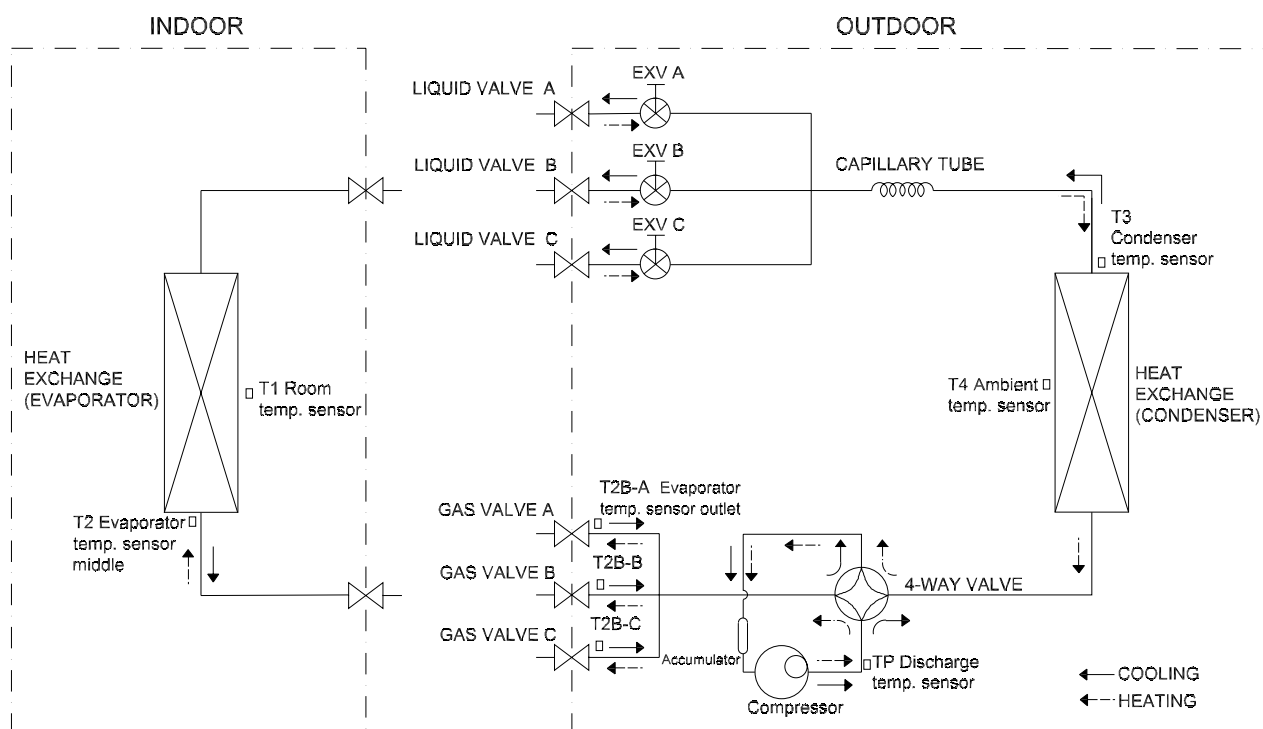 INDOOR
OUTDOOR
LIQUID VALVE A
EXV A
LIQUID VALVE B
EXV B
CAPILLARY TUBE
LIQUID VALVE C
EXV C
T3
Condenser
temp. sensor
HEAT
EXCHANGE
(EVAPORATOR)
T1 Room
temp. sensor
T4 Ambient
temp. sensor
HEAT
EXCHANGE
(CONDENSER)
T2 Evaporator
temp. sensor
middle
GAS VALVE A
T2B-A Evaporator
temp. sensor outlet
GAS VALVE B
T2B-B
4-WAY VALVE
GAS VALVE C
T2B-C
Accumulator
TP Discharge
temp. sensor
Compressor
COOLING
HEATING